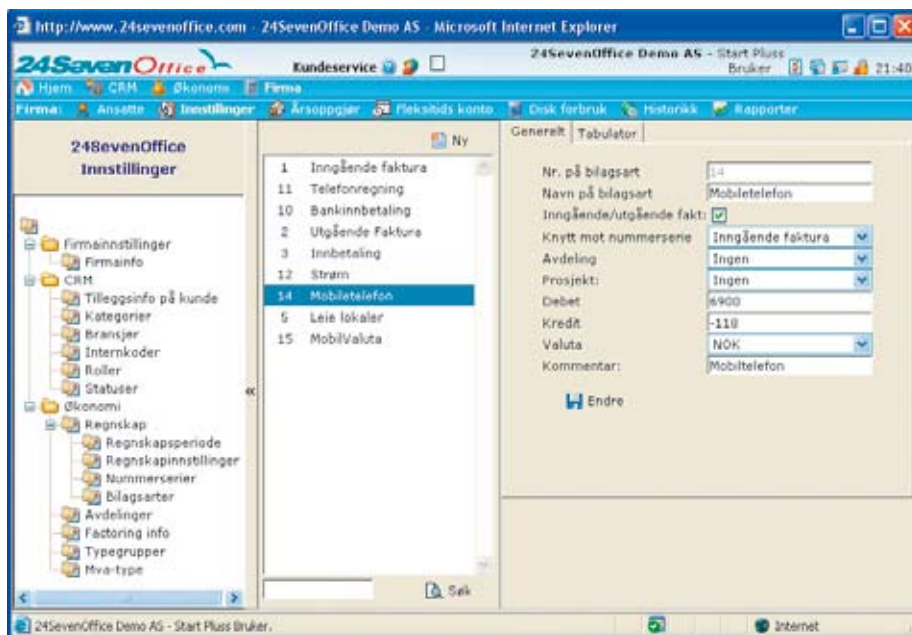 http://www.24sevenoffice.com - 24SevenOffice Demo AS - Microsoft Internet Explorer
24SevenOffice
Kundeservice
24SevenOffice Demo AS - Start Pluss
Bruker
21:40
Hjem CRM Økonomi Firma
Firma: Ansatte Innstillinger Årsoppgjør Fleksitids konto Disk forbruk Historikk Rapporter
24SevenOffice
Innstillinger
Firmainnstillinger
Firmainfo
CRM
Tilleggsinfo på kunde
Kategorier
Bransjer
Internkoder
Roller
Statuser
Økonomi
Regnskap
Regnskapsperiode
Regnskapinnstillinger
Nummerserier
Bilagsarter
Avdelinger
Factoring info
Typegrupper
Mva-type
«
Ny
1 Inngående faktura
11 Telefonregning
10 Bankinnbetaling
2 Utgående Faktura
3 Innbetaling
12 Strøm
14 Mobiletelefon
5 Leie lokaler
15 MobilValuta
Søk
Generelt Tabulator
Nr. på bilagsart 14
Navn på bilagsart Mobiletelefon
Inngående/utgående fakt:
Knytt mot nummerserie Inngående faktura
Avdeling Ingen
Prosjekt: Ingen
Debet 6900
Kredit -118
Valuta NOK
Kommentar: Mobiltelefon
Endre
24SevenOffice Demo AS - Start Pluss Bruker.
Internet